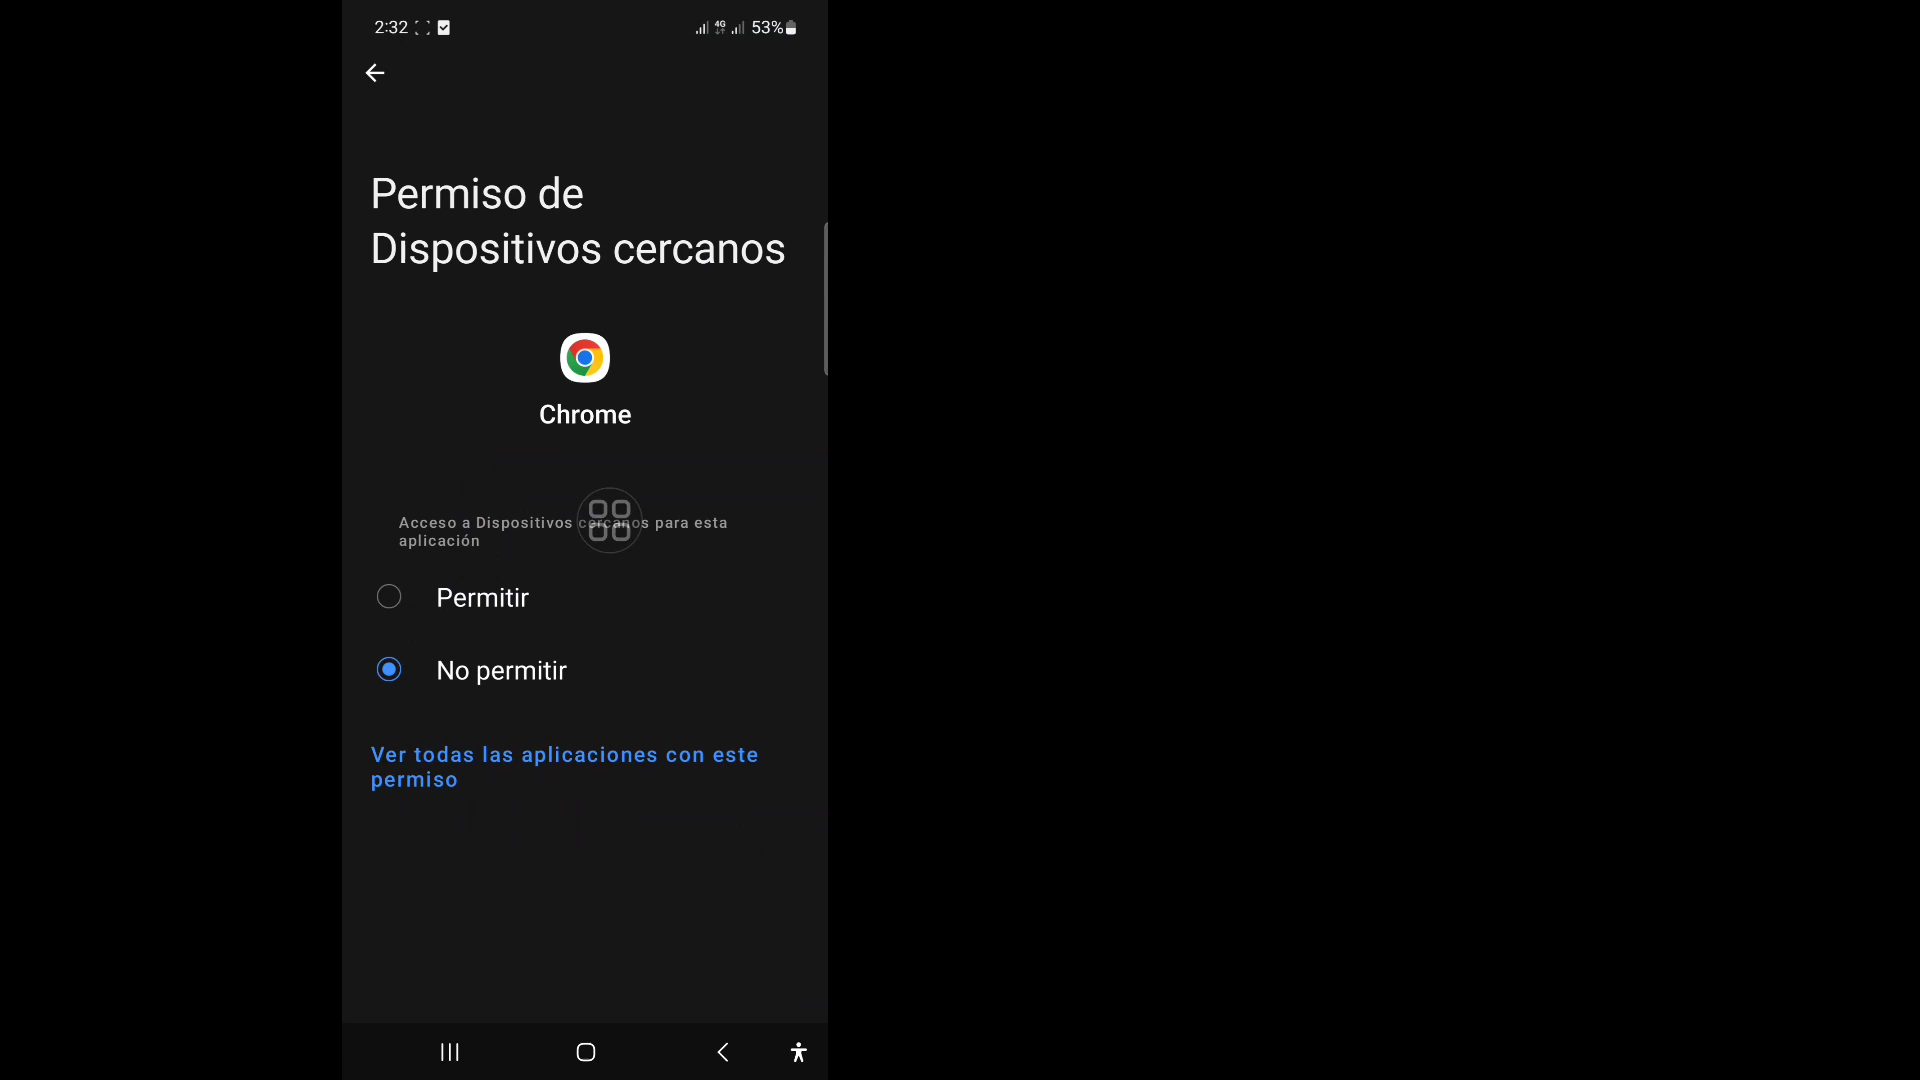 2:32 4G 53%
Permiso de
Dispositivos cercanos
Chrome
Acceso a Dispositivos cercanos para esta
aplicación
Permitir
No permitir
Ver todas las aplicaciones con este
permiso